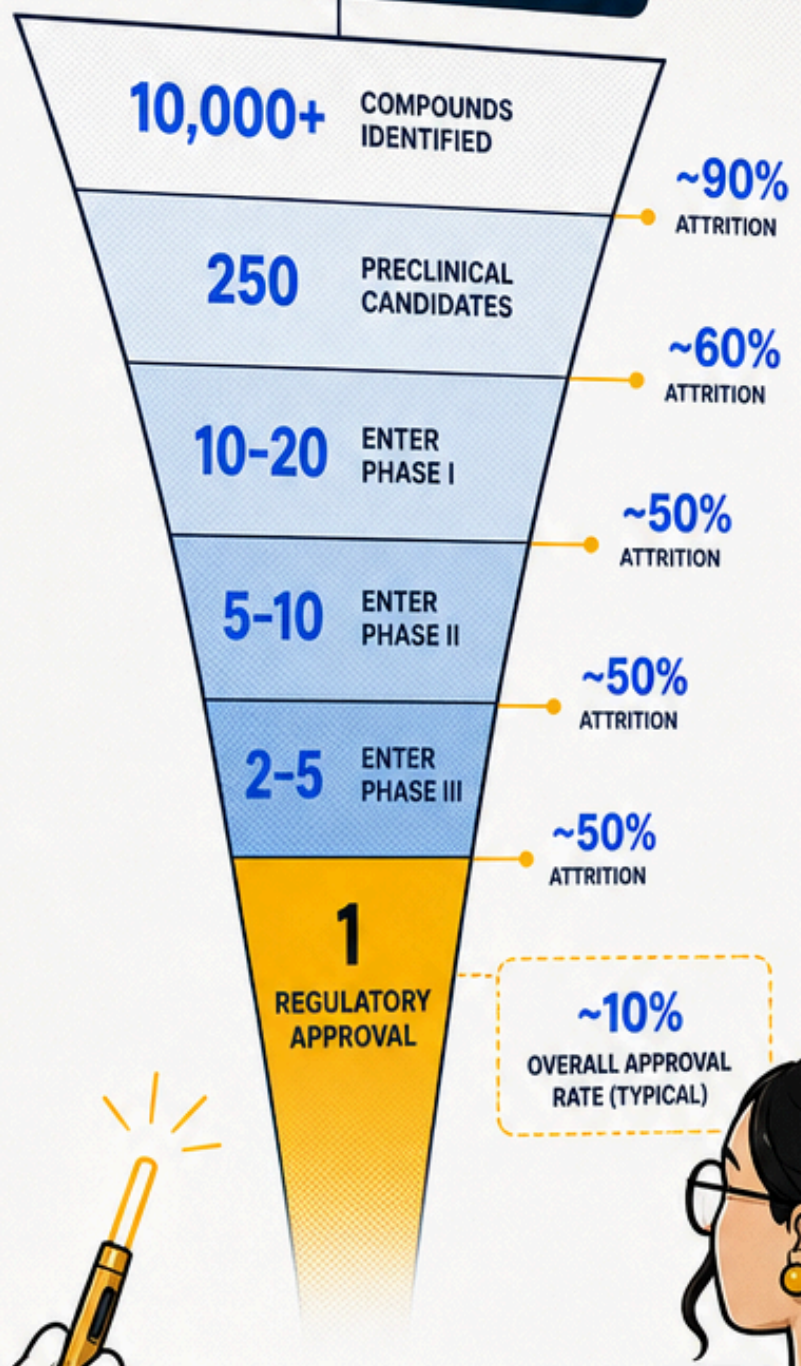 10,000+
COMPOUNDS
IDENTIFIED
~90%
ATTRITION
250
PRECLINICAL
CANDIDATES
~60%
ATTRITION
10-20
ENTER
PHASE I
~50%
ATTRITION
5-10
ENTER
PHASE II
~50%
ATTRITION
2-5
ENTER
PHASE III
~50%
ATTRITION
1
REGULATORY
APPROVAL
~10%
OVERALL APPROVAL
RATE (TYPICAL)